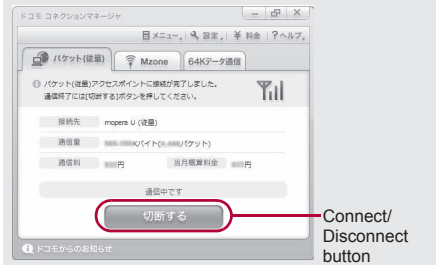 ドコモ コネクションマネージャ
メニュー 設定 ¥ 料金 ? ヘルプ
パケット(従量) Mzone 64Kデータ通信
パケット(従量)アクセスポイントに接続が完了しました。
通信終了には[切断する]ボタンを押してください。
接続先 mopera U (従量)
通信量 Kバイト( パケット)
通信料 円 当月概算料金 円
通信中です
切断する
Connect/
Disconnect
button
ドコモからのお知らせ